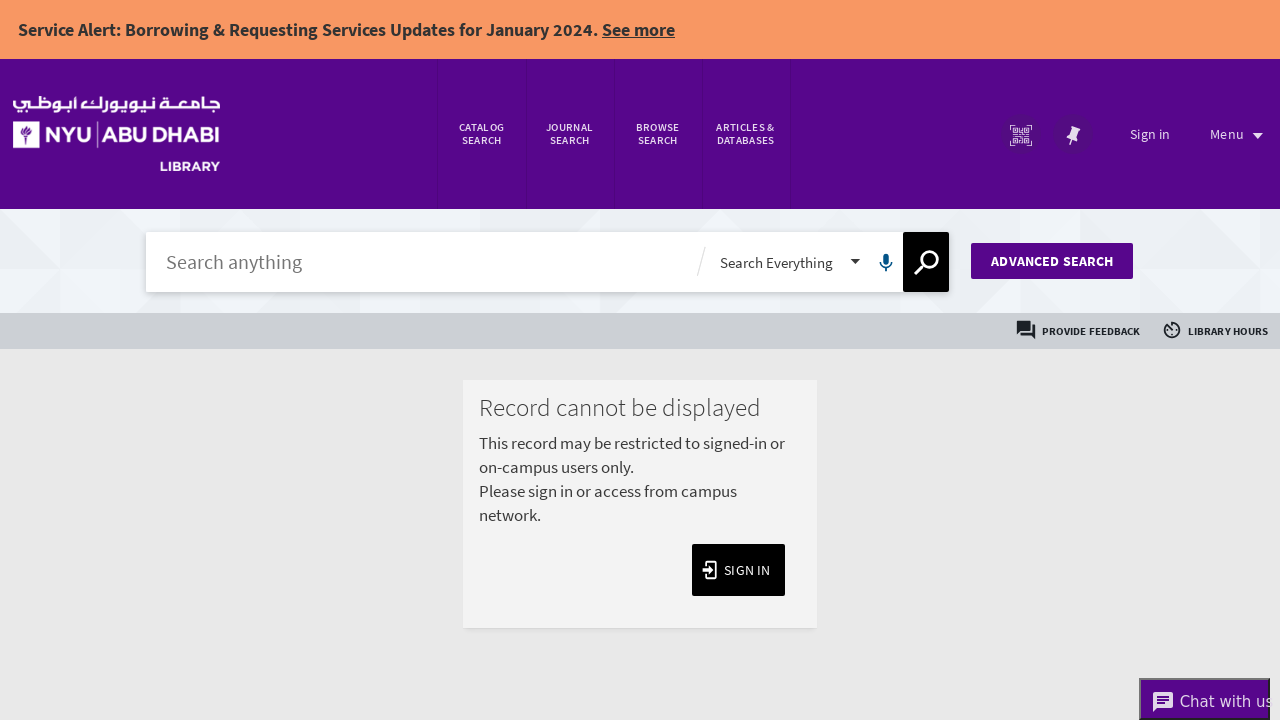 Service Alert: Borrowing & Requesting Services Updates for January 2024. See more
جامعة نيويورك أبوظبي
NYU | ABU DHABI
LIBRARY
CATALOG
SEARCH
JOURNAL
SEARCH
BROWSE
SEARCH
ARTICLES &
DATABASES
Sign in
Menu
Search anything
Search Everything
ADVANCED SEARCH
PROVIDE FEEDBACK
LIBRARY HOURS
Record cannot be displayed
This record may be restricted to signed-in or
on-campus users only.
Please sign in or access from campus
network.
SIGN IN
Chat with us